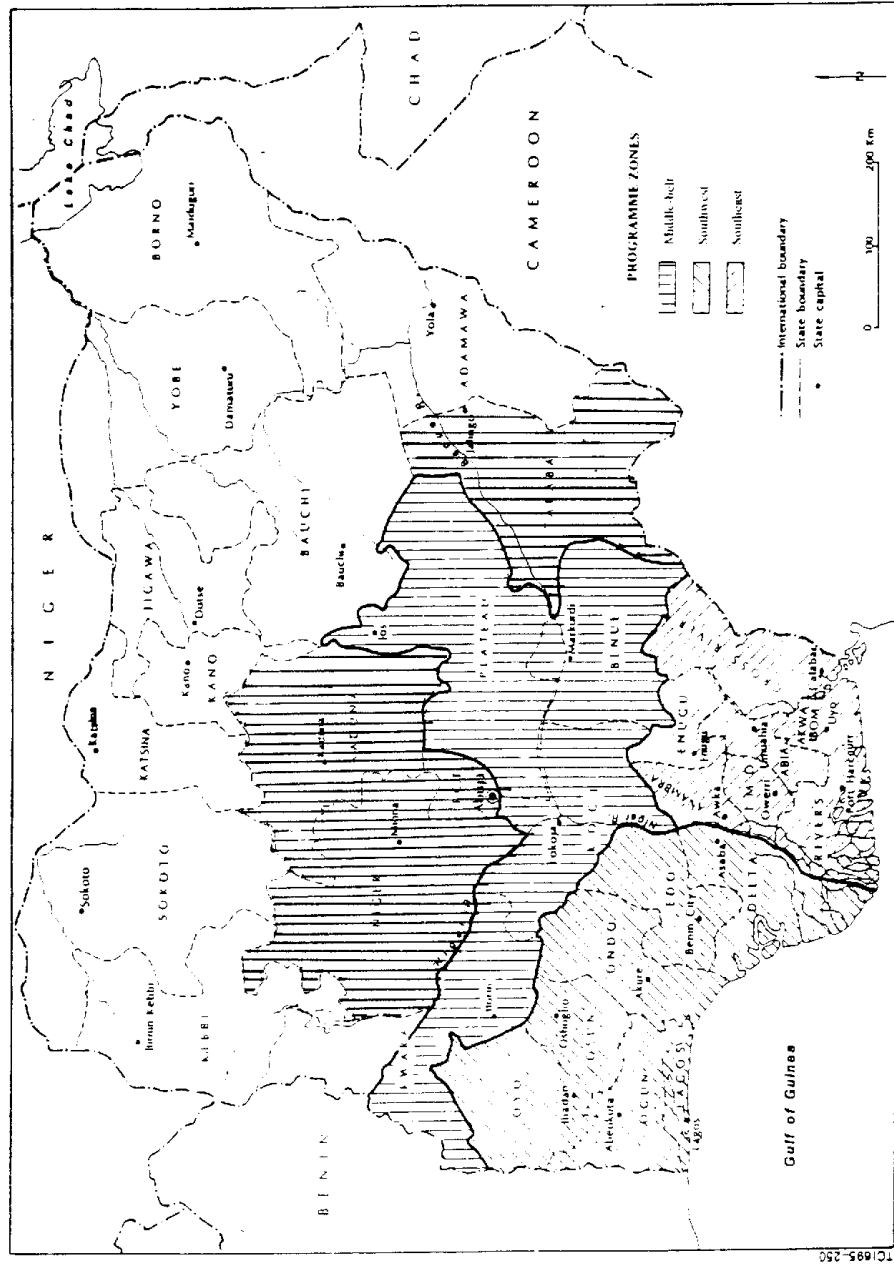 NIGER
Lake Chad
CHAD
CAMEROON
BENIN
Gulf of Guinea
Sokoto
SOKOTO
Birnin Kebbi
KEBBI
Katsina
KATSINA
JIGAWA
Dutse
Kano
KANO
YOBE
Damaturu
BORNO
Maiduguri
BAUCHI
Bauchi
Yola
ADAMAWA
Jalingo
TARABA
Kaduna
KADUNA
Jos
PLATEAU
NIGER
Minna
FCT
Abuja
KWARA
Ilorin
Lokoja
KOGI
Niger R.
Markurdi
BENUE
OYO
Oshogbo
OSUN
Ibadan
Abeokuta
OGUN
LAGOS
Lagos
ONDO
Akure
EDO
Benin City
DELTA
Asaba
ANAMBRA
Awka
ENUGU
Enugu
IMO
Owerri
Umuahia
ABIA
AKWA
IBOM
Uyo
Calabar
RIVERS
Port Harcourt
PROGRAMME ZONES
Middle-belt
Southwest
Southeast
International boundary
State boundary
State capital
0 100 200 Km
N
TCI695-250